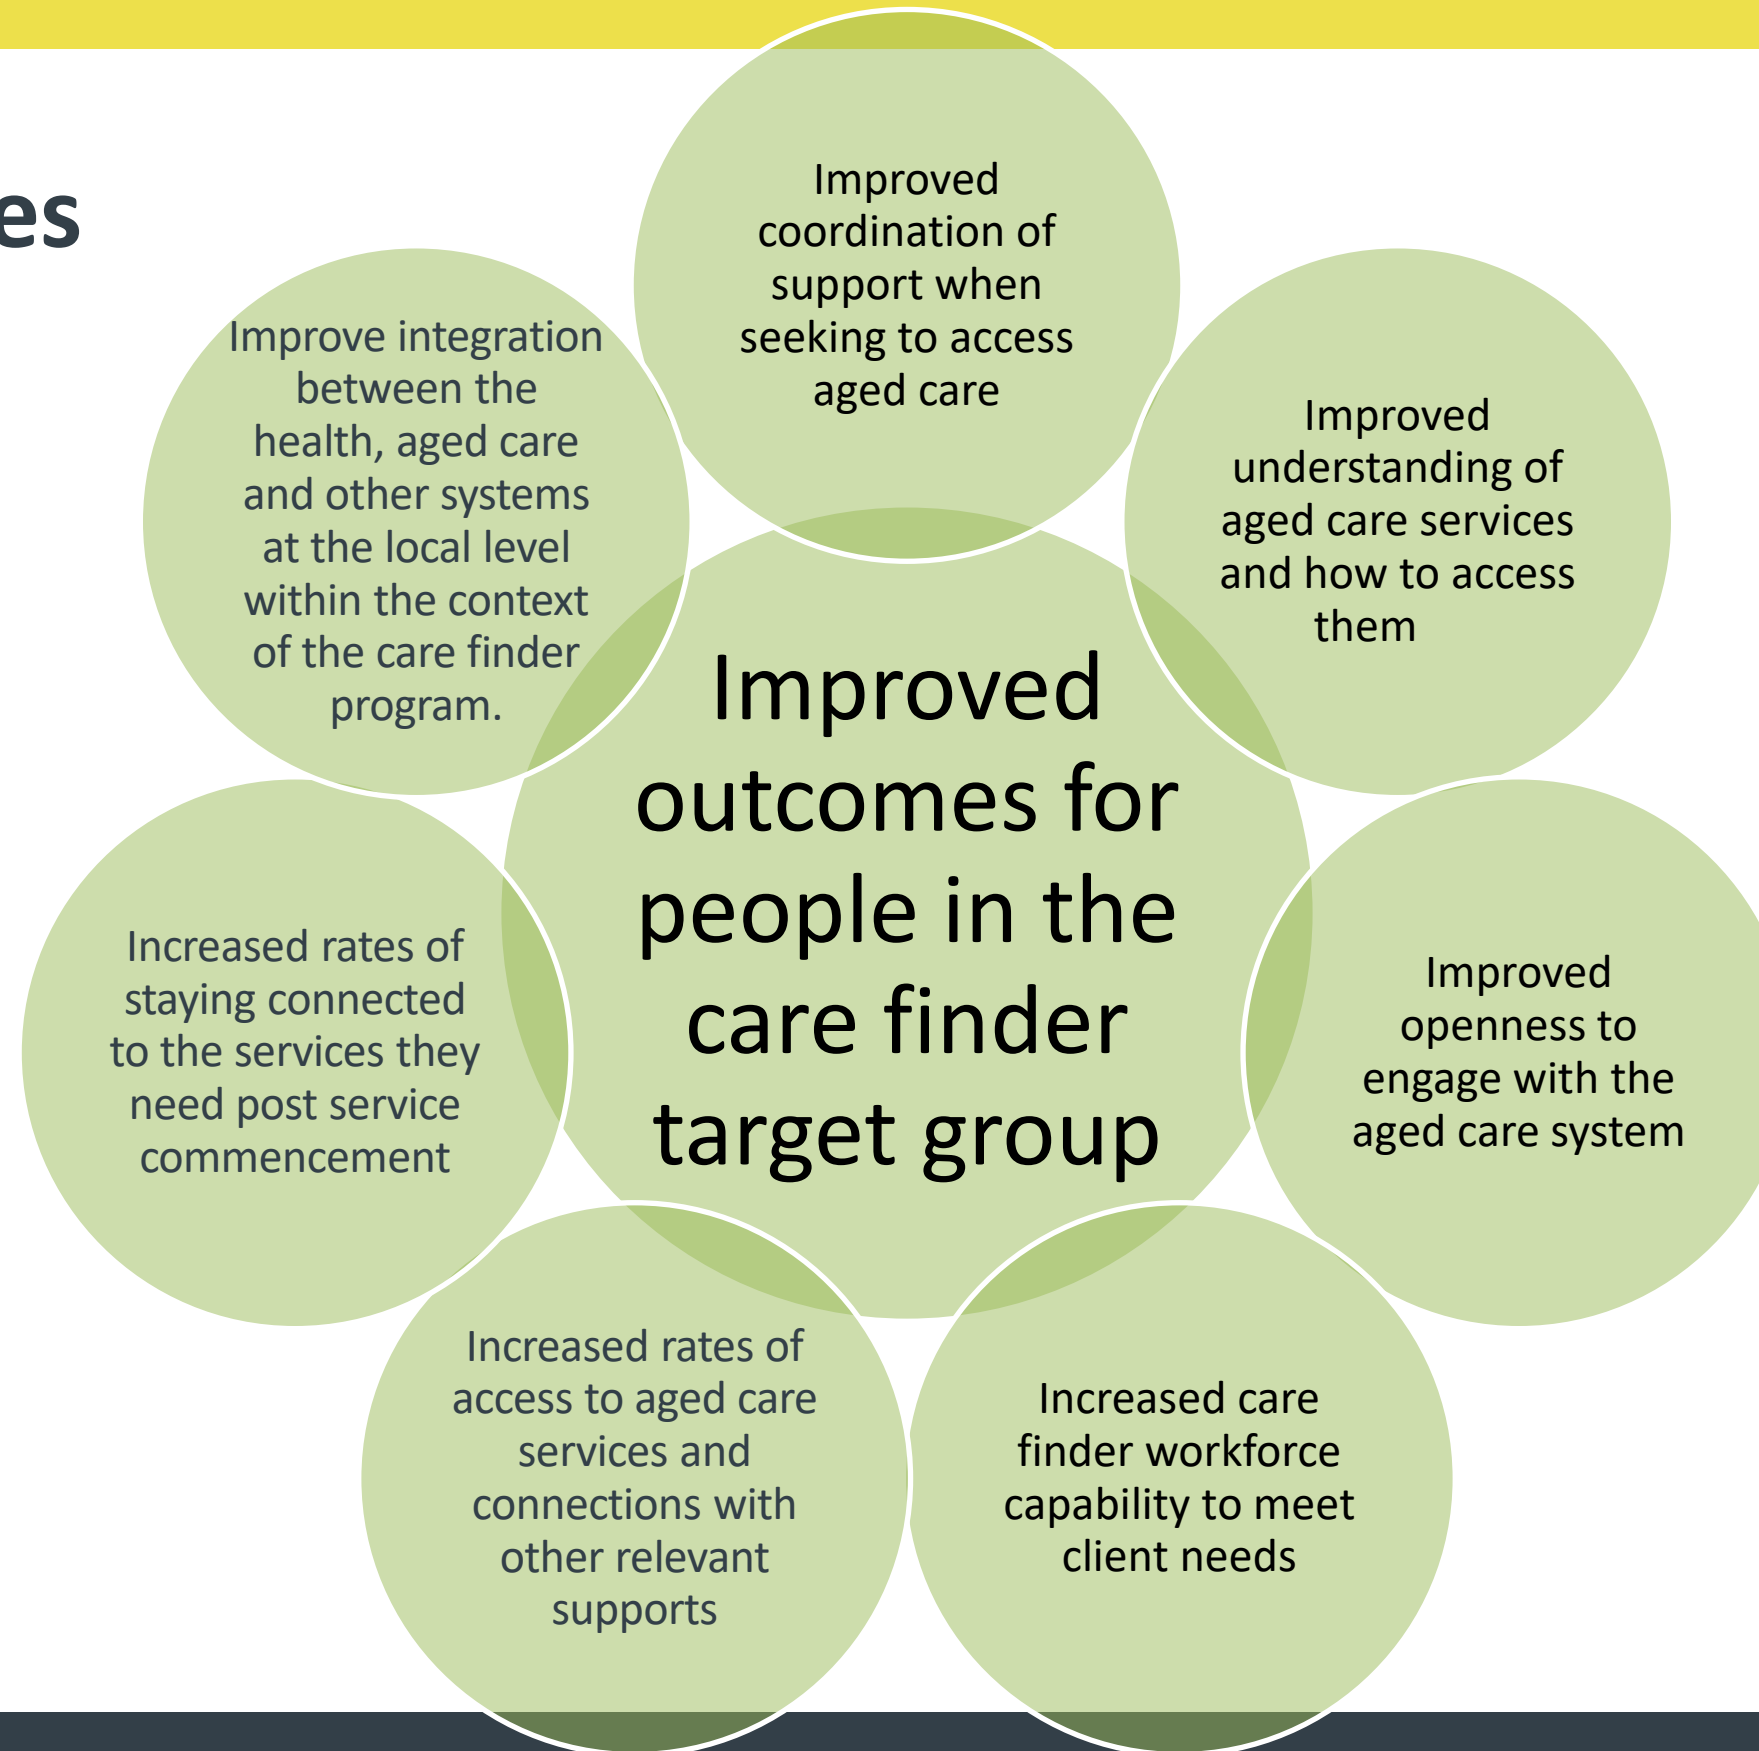 es
Improved
coordination of
support when
seeking to access
aged care
Improved
understanding of
aged care services
and how to access
them
Improved
openness to
engage with the
aged care system
Increased care
finder workforce
capability to meet
client needs
Increased rates of
access to aged care
services and
connections with
other relevant
supports
Increased rates of
staying connected
to the services they
need post service
commencement
Improve integration
between the
health, aged care
and other systems
at the local level
within the context
of the care finder
program.
Improved
outcomes for
people in the
care finder
target group